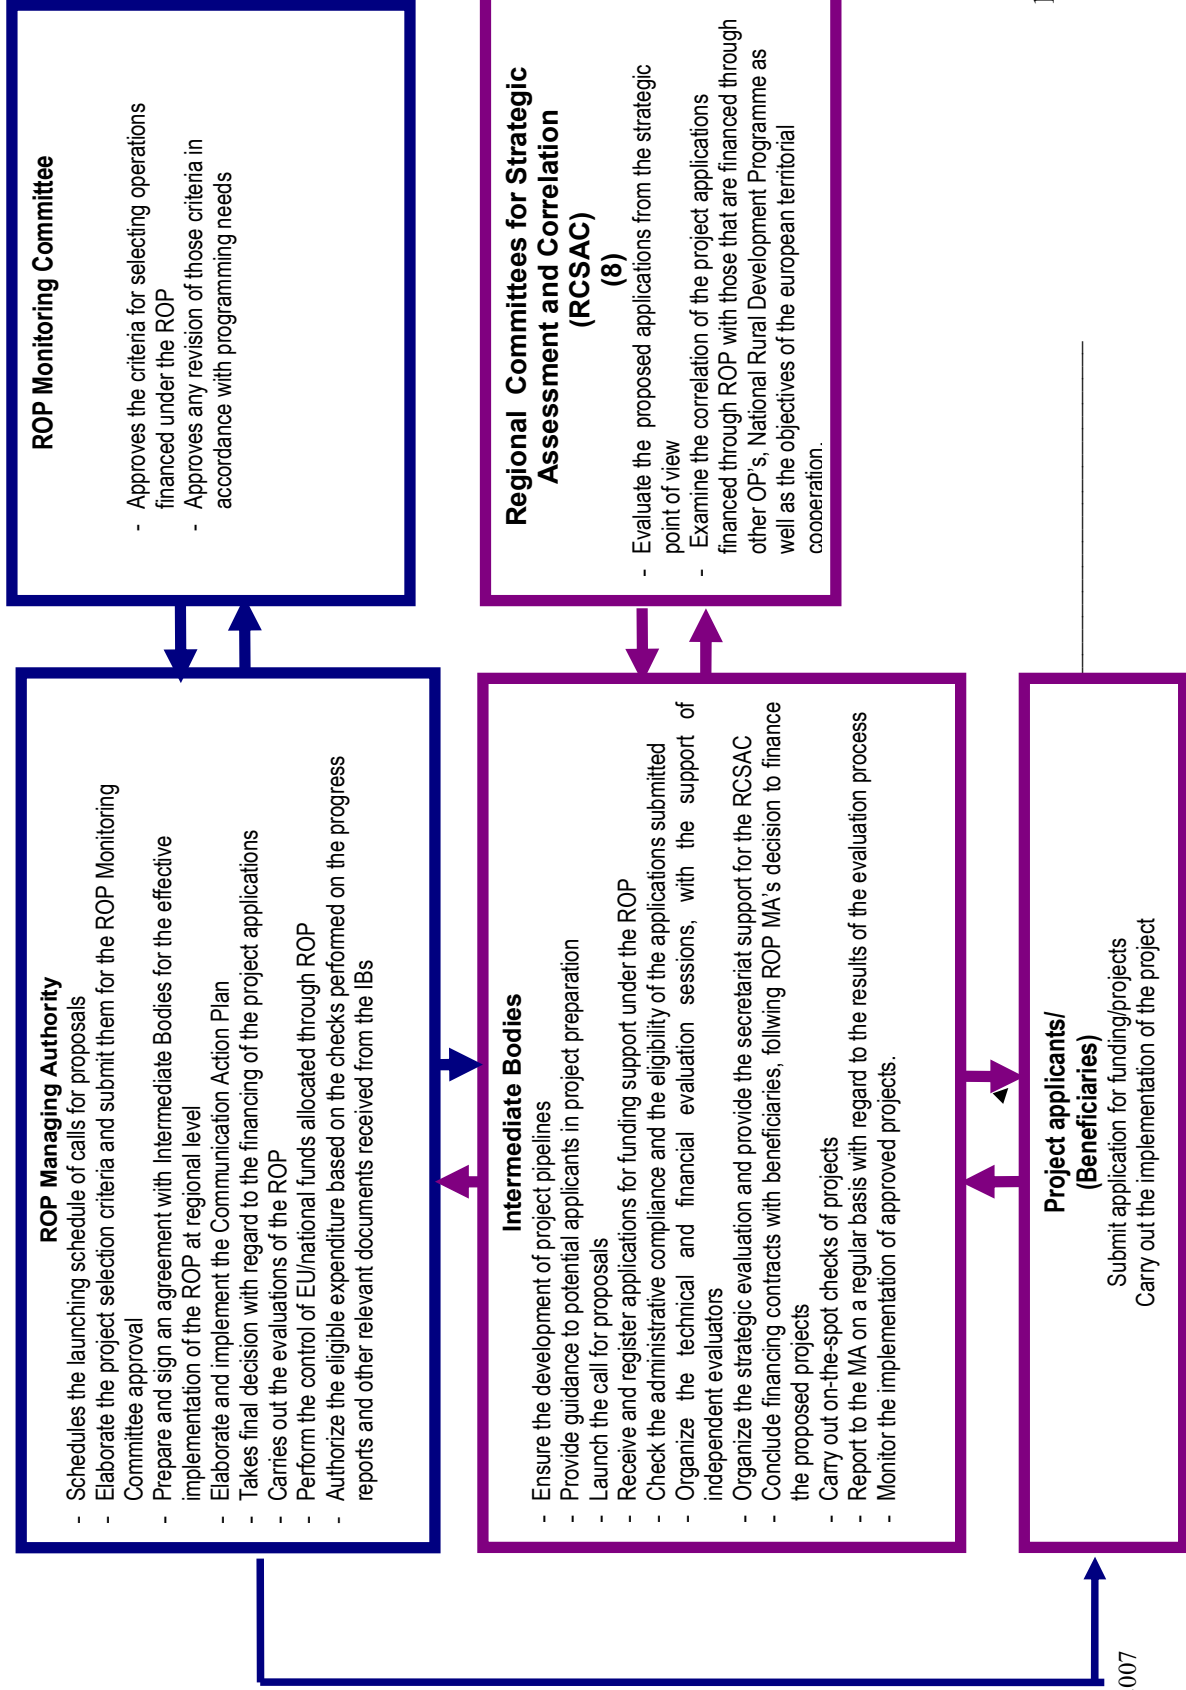 ROP Managing Authority
- Schedules the launching schedule of calls for proposals
- Elaborate the project selection criteria and submit them for the ROP Monitoring
Committee approval
- Prepare and sign an agreement with Intermediate Bodies for the effective
implementation of the ROP at regional level
- Elaborate and implement the Communication Action Plan
- Takes final decision with regard to the financing of the project applications
- Carries out the evaluations of the ROP
- Perform the control of EU/national funds allocated through ROP
- Authorize the eligible expenditure based on the checks performed on the progress
reports and other relevant documents received from the IBs
ROP Monitoring Committee
- Approves the criteria for selecting operations
financed under the ROP
- Approves any revision of those criteria in
accordance with programming needs
Intermediate Bodies
- Ensure the development of project pipelines
- Provide guidance to potential applicants in project preparation
- Launch the call for proposals
- Receive and register applications for funding support under the ROP
- Check the administrative compliance and the eligibility of the applications submitted
- Organize the technical and financial evaluation sessions, with the support of
independent evaluators
- Organize the strategic evaluation and provide the secretariat support for the RCSAC
- Conclude financing contracts with beneficiaries, follwing ROP MA's decision to finance
the proposed projects
- Carry out on-the-spot checks of projects
- Report to the MA on a regular basis with regard to the results of the evaluation process
- Monitor the implementation of approved projects.
Regional Committees for Strategic
Assessment and Correlation
(RCSAC)
(8)
- Evaluate the proposed applications from the strategic
point of view
- Examine the correlation of the project applications
financed through ROP with those that are financed through
other OP's, National Rural Development Programme as
well as the objectives of the european territorial
cooperation.
Project applicants/
(Beneficiaries)
Submit application for funding/projects
Carry out the implementation of the project
007